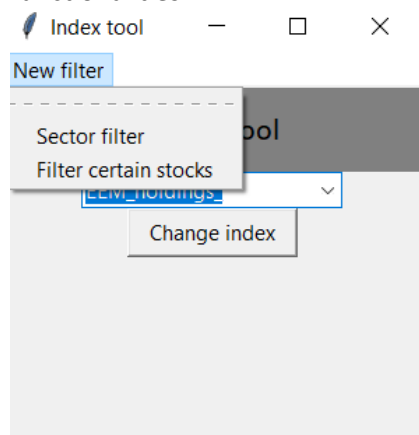 Index tool
New filter
Sector filter
ool
Filter certain stocks
EEM_holdings_
Change index